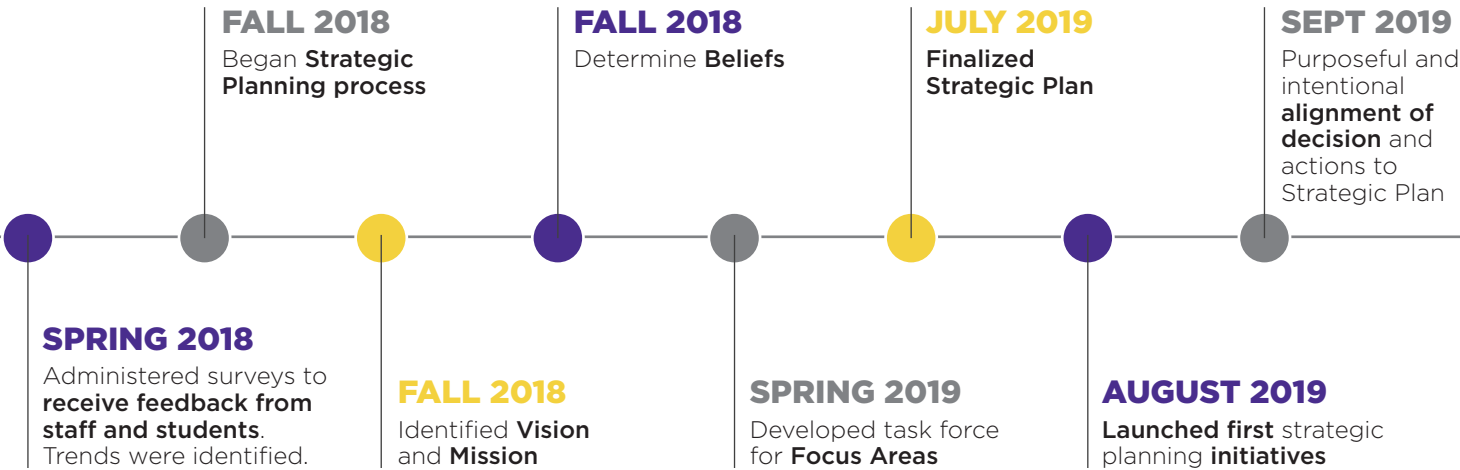 SPRING 2018
Administered surveys to
receive feedback from
staff and students.
Trends were identified.
FALL 2018
Began Strategic
Planning process
FALL 2018
Identified Vision
and Mission
FALL 2018
Determine Beliefs
SPRING 2019
Developed task force
for Focus Areas
JULY 2019
Finalized
Strategic Plan
AUGUST 2019
Launched first strategic
planning initiatives
SEPT 2019
Purposeful and
intentional
alignment of
decision and
actions to
Strategic Plan